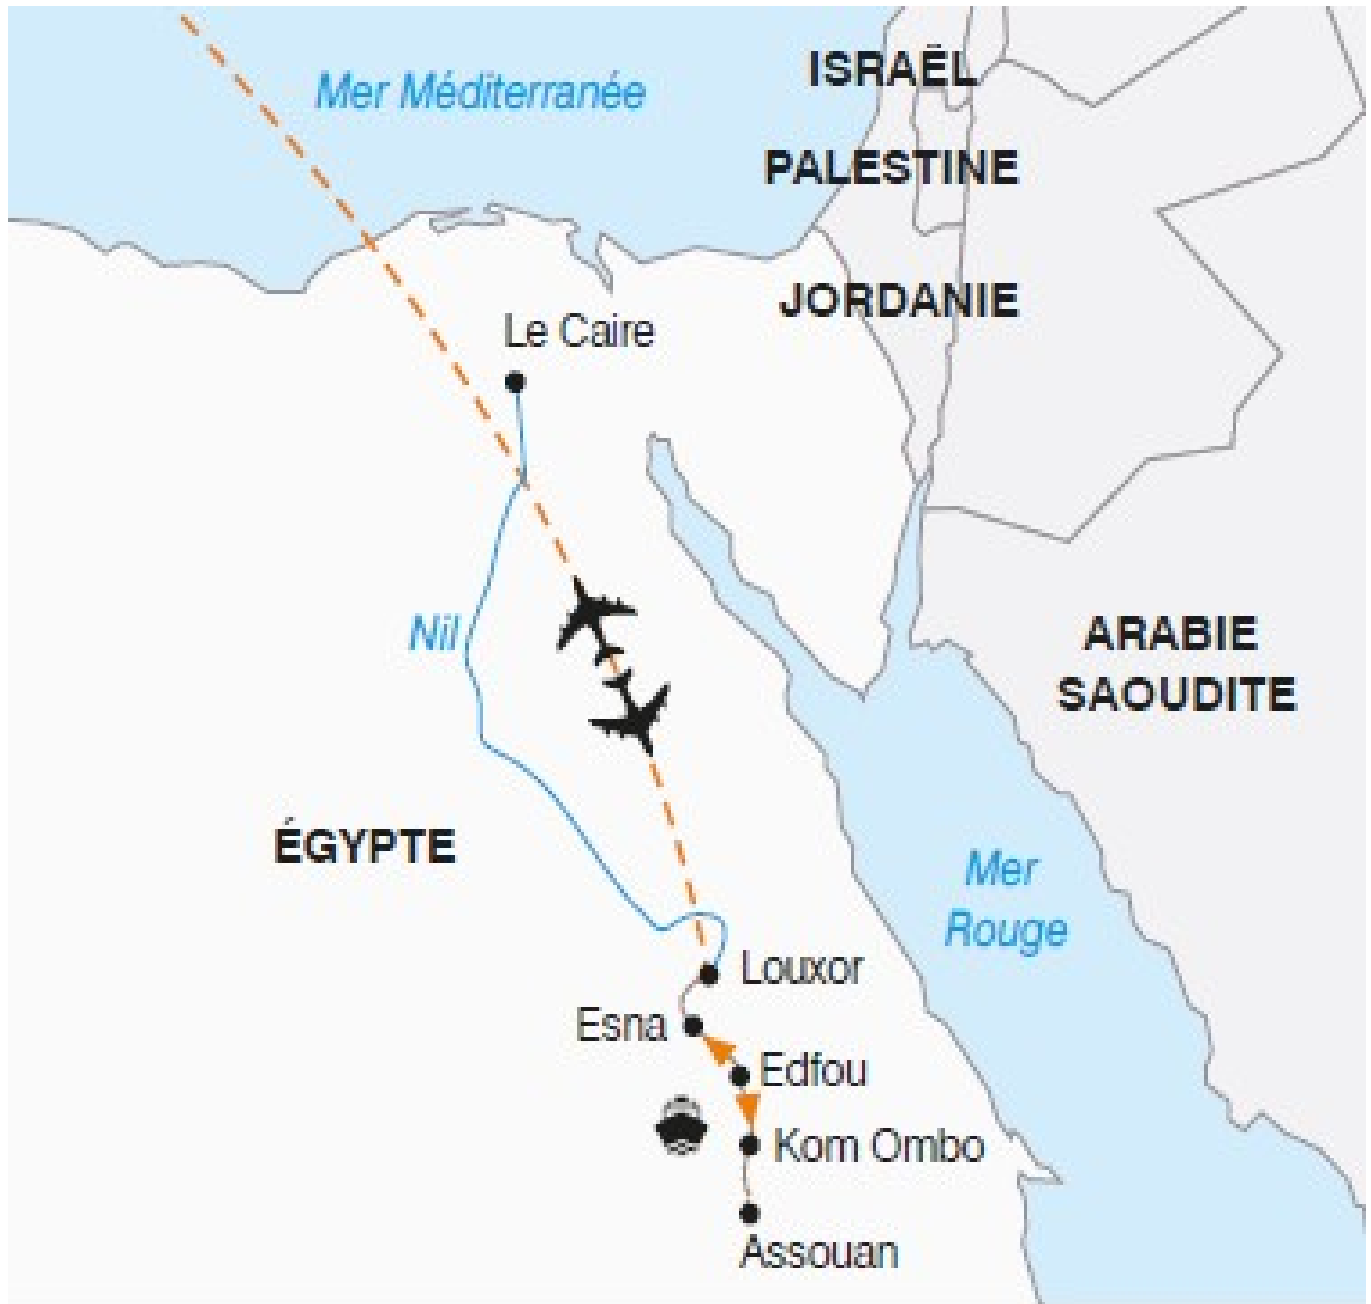 ISRAËL
Mer Méditerranée
PALESTINE
JORDANIE
Le Caire
Nil
ARABIE
SAOUDITE
ÉGYPTE
Mer
Rouge
Louxor
Esna
Edfou
Kom Ombo
Assouan